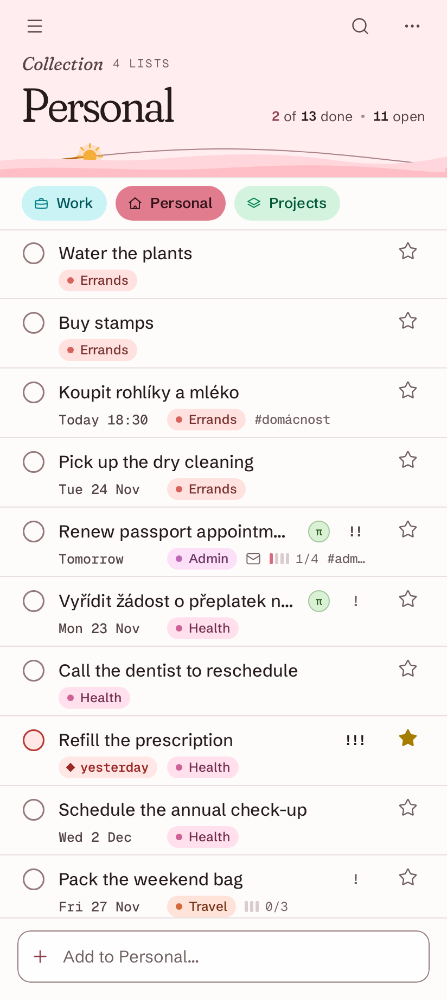 Collection 4 LISTS
Personal
2 of 13 done • 11 open
Work Personal Projects
Water the plants
Errands
Buy stamps
Errands
Koupit rohlíky a mléko
Today 18:30 Errands #domácnost
Pick up the dry cleaning
Tue 24 Nov Errands
Renew passport appointm… π !!
Tomorrow Admin 1/4 #adm…
Vyřídit žádost o přeplatek n… π !
Mon 23 Nov Health
Call the dentist to reschedule
Health
Refill the prescription !!!
yesterday Health
Schedule the annual check-up
Wed 2 Dec Health
Pack the weekend bag !
Fri 27 Nov Travel 0/3
+ Add to Personal...